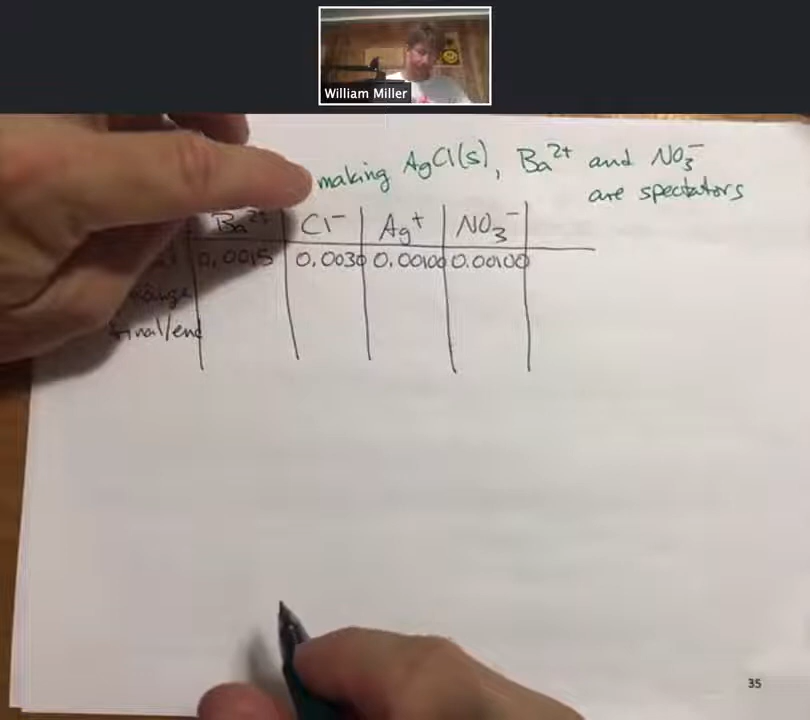 William Miller
making AgCl(s), Ba²⁺ and NO₃⁻
are spectators
Ba²⁺ Cl⁻ Ag⁺ NO₃⁻
0.0015 0.0030 0.00100 0.00100
final/end
35